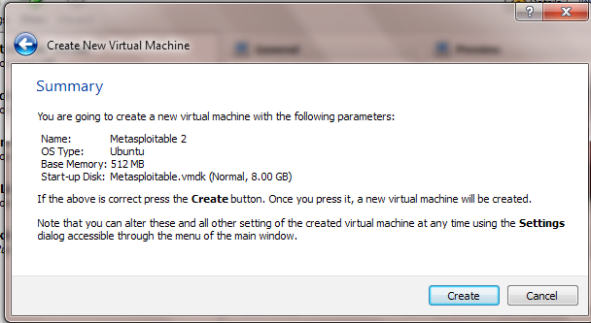 Create New Virtual Machine
General
Preview
Summary
You are going to create a new virtual machine with the following parameters:
Name: Metasploitable 2
OS Type: Ubuntu
Base Memory: 512 MB
Start-up Disk: Metasploitable.vmdk (Normal, 8.00 GB)
If the above is correct press the Create button. Once you press it, a new virtual machine will be created.
Note that you can alter these and all other setting of the created virtual machine at any time using the Settings
dialog accessible through the menu of the main window.
Create
Cancel